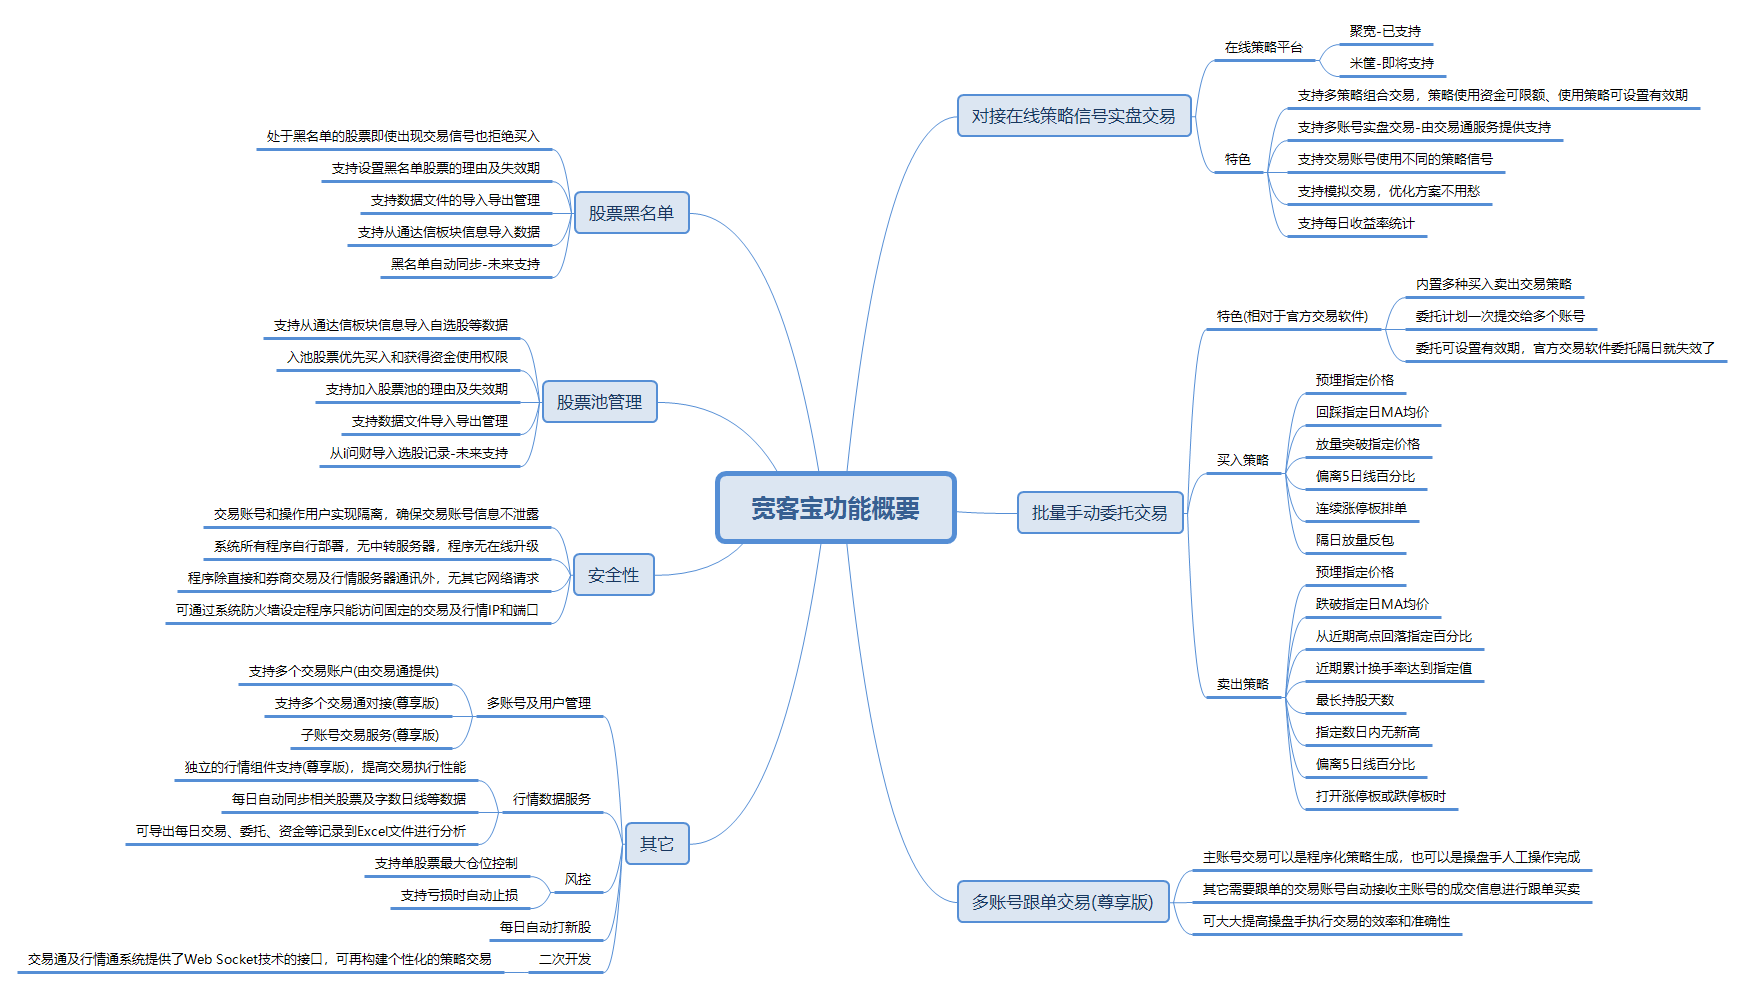 宽客宝功能概要
对接在线策略信号实盘交易
在线策略平台
聚宽-已支持
米筐-即将支持
特色
支持多策略组合交易，策略使用资金可限额、使用策略可设置有效期
支持多账号实盘交易-由交易通服务提供支持
支持交易账号使用不同的策略信号
支持模拟交易，优化方案不用愁
支持每日收益率统计
批量手动委托交易
特色(相对于官方交易软件)
内置多种买入卖出交易策略
委托计划一次提交给多个账号
委托可设置有效期，官方交易软件委托隔日就失效了
买入策略
预埋指定价格
回踩指定日MA均价
放量突破指定价格
偏离5日线百分比
连续涨停板排单
隔日放量反包
卖出策略
预埋指定价格
跌破指定日MA均价
从近期高点回落指定百分比
近期累计换手率达到指定值
最长持股天数
指定数日内无新高
偏离5日线百分比
打开涨停板或跌停板时
多账号跟单交易(尊享版)
主账号交易可以是程序化策略生成，也可以是操盘手人工操作完成
其它需要跟单的交易账号自动接收主账号的成交信息进行跟单买卖
可大大提高操盘手执行交易的效率和准确性
股票黑名单
处于黑名单的股票即使出现交易信号也拒绝买入
支持设置黑名单股票的理由及失效期
支持数据文件的导入导出管理
支持从通达信板块信息导入数据
黑名单自动同步-未来支持
股票池管理
支持从通达信板块信息导入自选股等数据
入池股票优先买入和获得资金使用权限
支持加入股票池的理由及失效期
支持数据文件导入导出管理
从i问财导入选股记录-未来支持
安全性
交易账号和操作用户实现隔离，确保交易账号信息不泄露
系统所有程序自行部署，无中转服务器，程序无在线升级
程序除直接和券商交易及行情服务器通讯外，无其它网络请求
可通过系统防火墙设定程序只能访问固定的交易及行情IP和端口
其它
多账号及用户管理
支持多个交易账户(由交易通提供)
支持多个交易通对接(尊享版)
子账号交易服务(尊享版)
行情数据服务
独立的行情组件支持(尊享版)，提高交易执行性能
每日自动同步相关股票及字数日线等数据
可导出每日交易、委托、资金等记录到Excel文件进行分析
风控
支持单股票最大仓位控制
支持亏损时自动止损
每日自动打新股
二次开发
交易通及行情通系统提供了Web Socket技术的接口，可再构建个性化的策略交易